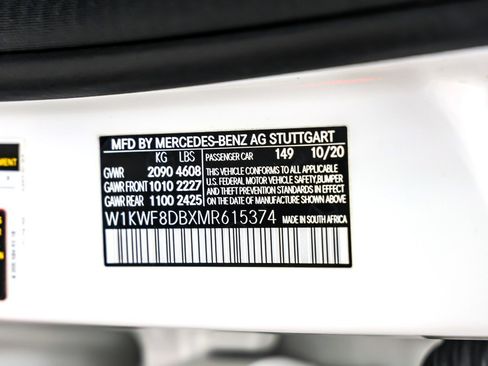 MFD BY MERCEDES-BENZ AG STUTTGART
KG LBS PASSENGER CAR 149 10/20
GVWR 2090 4608 THIS VEHICLE CONFORMS TO ALL APPLICABLE
GAWR FRONT 1010 2227 U.S. FEDERAL MOTOR VEHICLE SAFETY, BUMPER
AND THEFT PREVENTION STANDARDS IN EFFECT
GAWR REAR 1100 2425 ON THE DATE OF MANUFACTURE SHOWN ABOVE
W1KWF8DBXMR615374 MADE IN SOUTH AFRICA